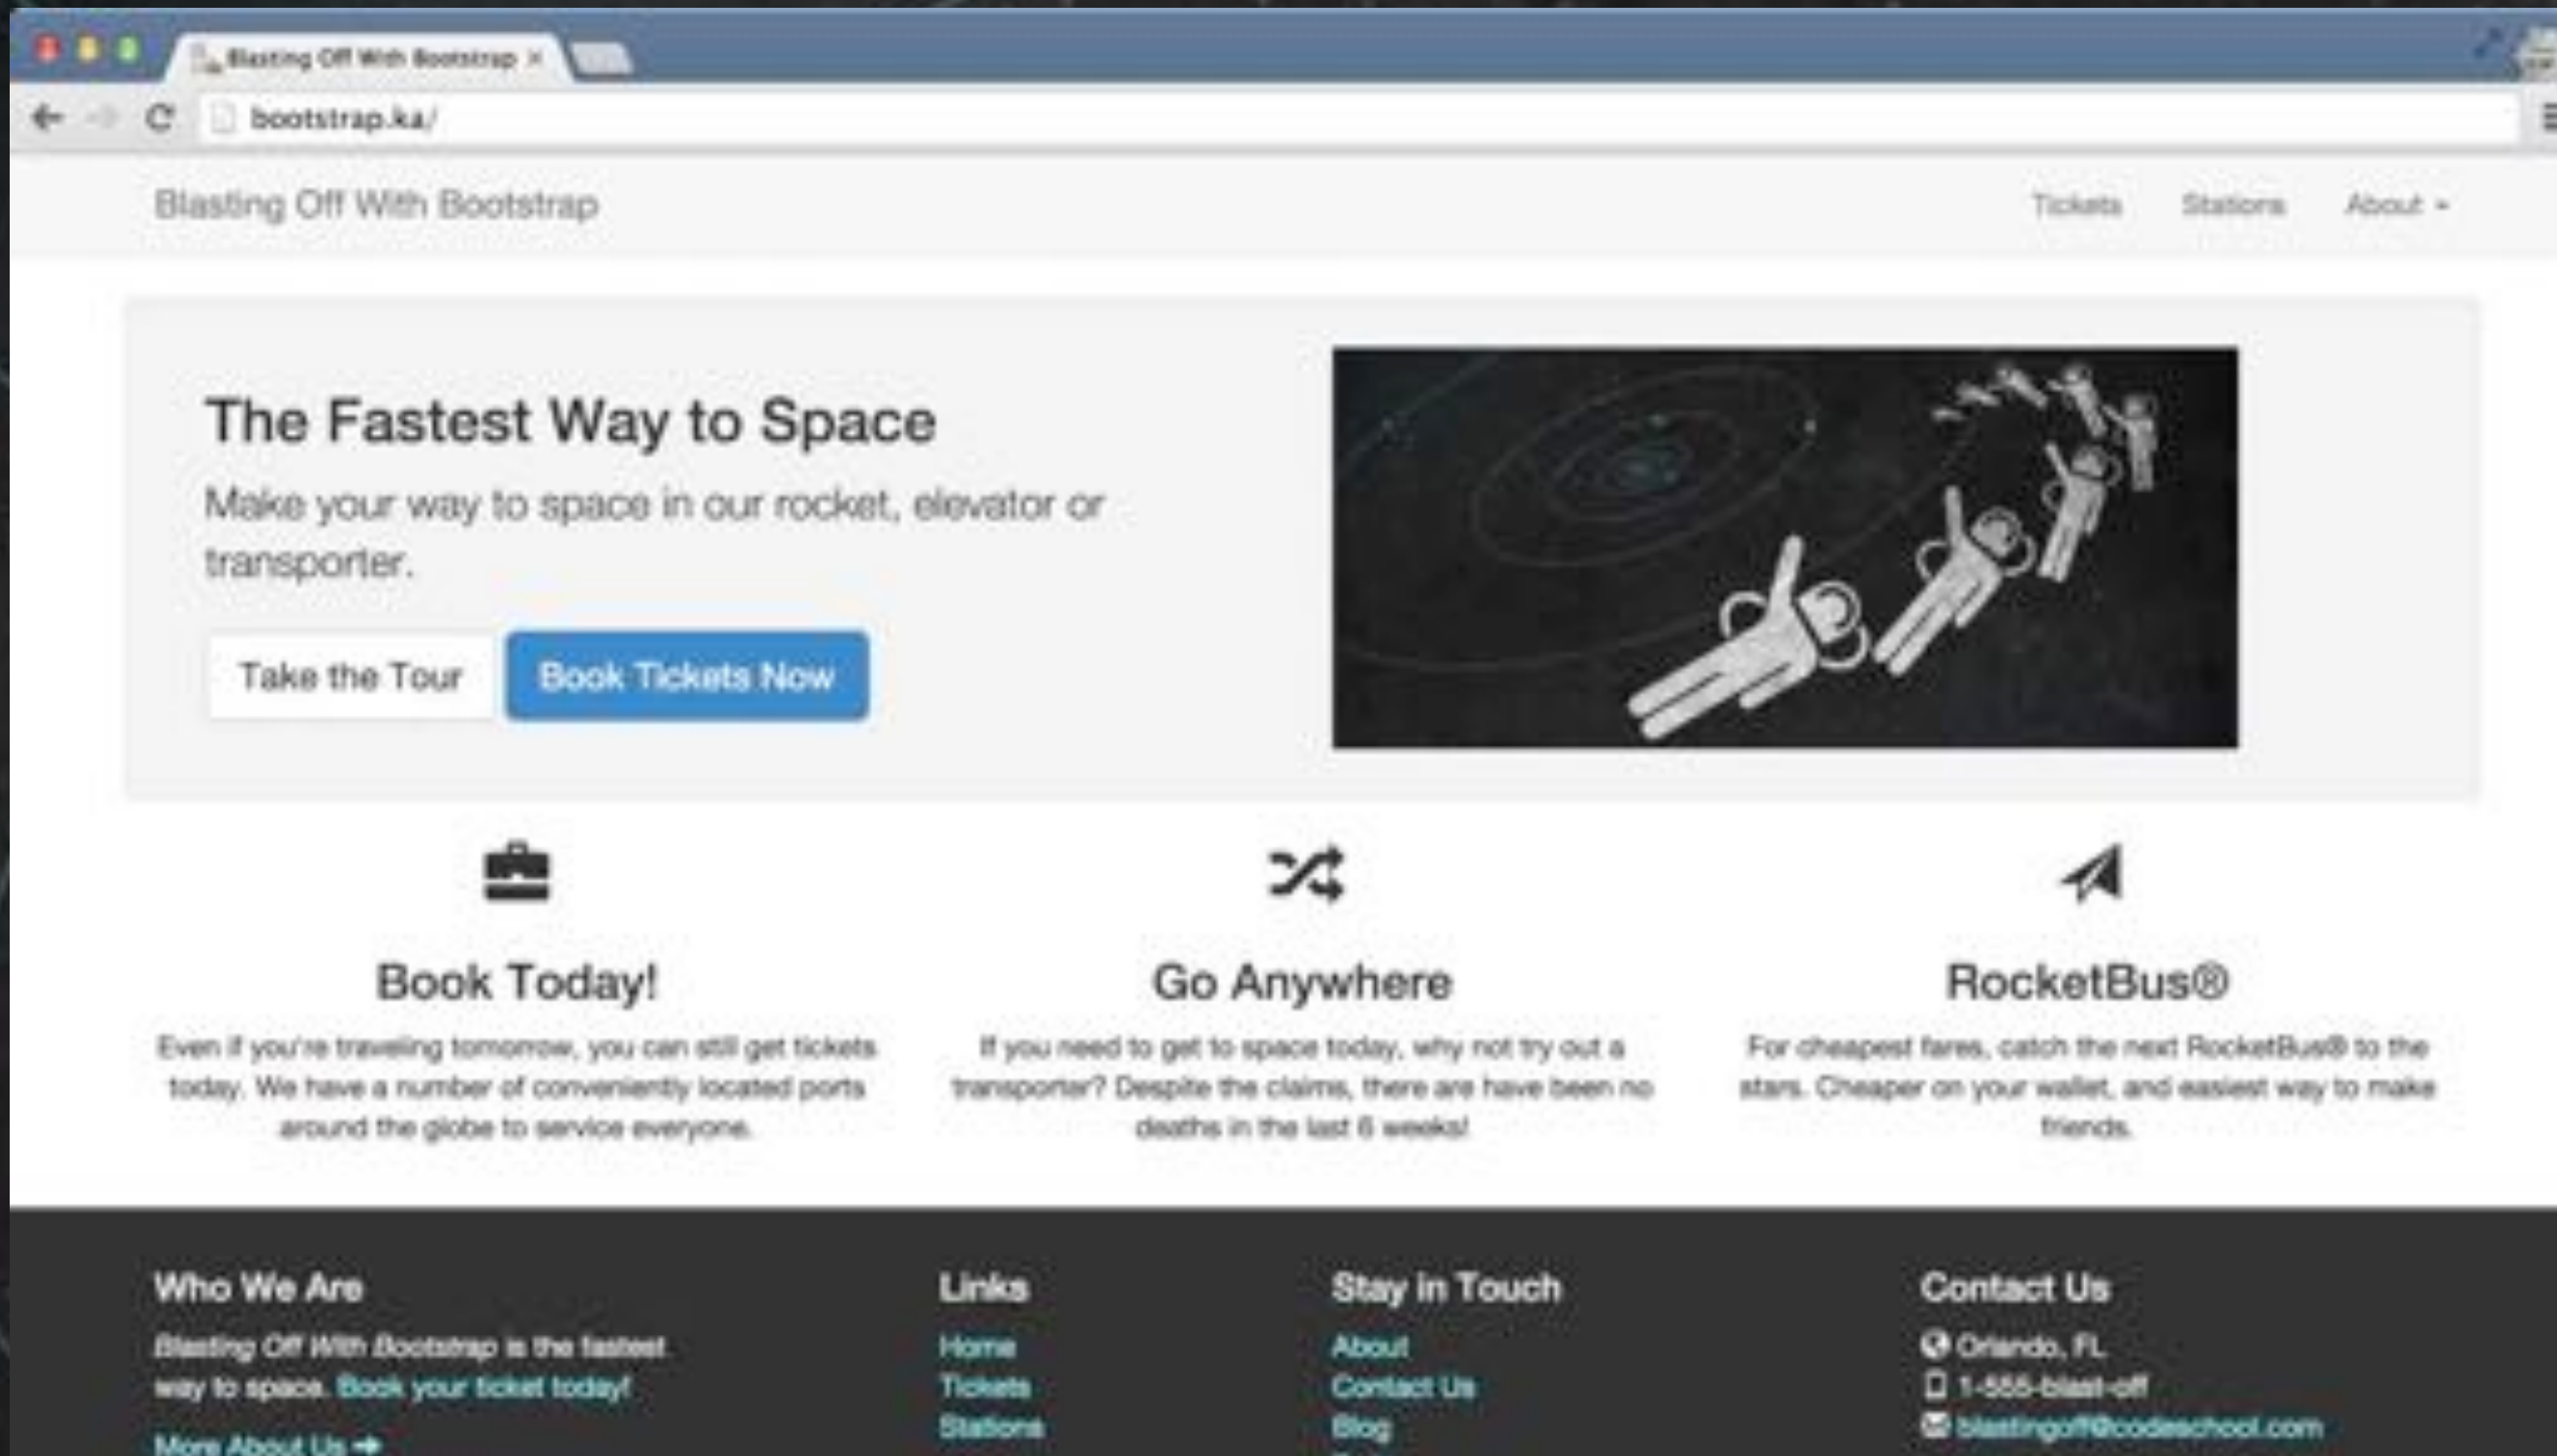 Blasting Off With Bootstrap
bootstrap.ka/
Blasting Off With Bootstrap
Tickets
Stations
About
The Fastest Way to Space
Make your way to space in our rocket, elevator or
transporter.
Take the Tour
Book Tickets Now
Book Today!
Even if you're traveling tomorrow, you can still get tickets
today. We have a number of conveniently located ports
around the globe to service everyone.
Go Anywhere
If you need to get to space today, why not try out a
transporter? Despite the claims, there are have been no
deaths in the last 6 weeks!
RocketBus®
For cheapest fares, catch the next RocketBus® to the
stars. Cheaper on your wallet, and easiest way to make
friends.
Who We Are
Blasting Off With Bootstrap is the fastest
way to space. Book your ticket today!
More About Us
Links
Home
Tickets
Stations
Stay in Touch
About
Contact Us
Blog
Contact Us
Orlando, FL
1-555-blast-off
blastingoff@codeschool.com